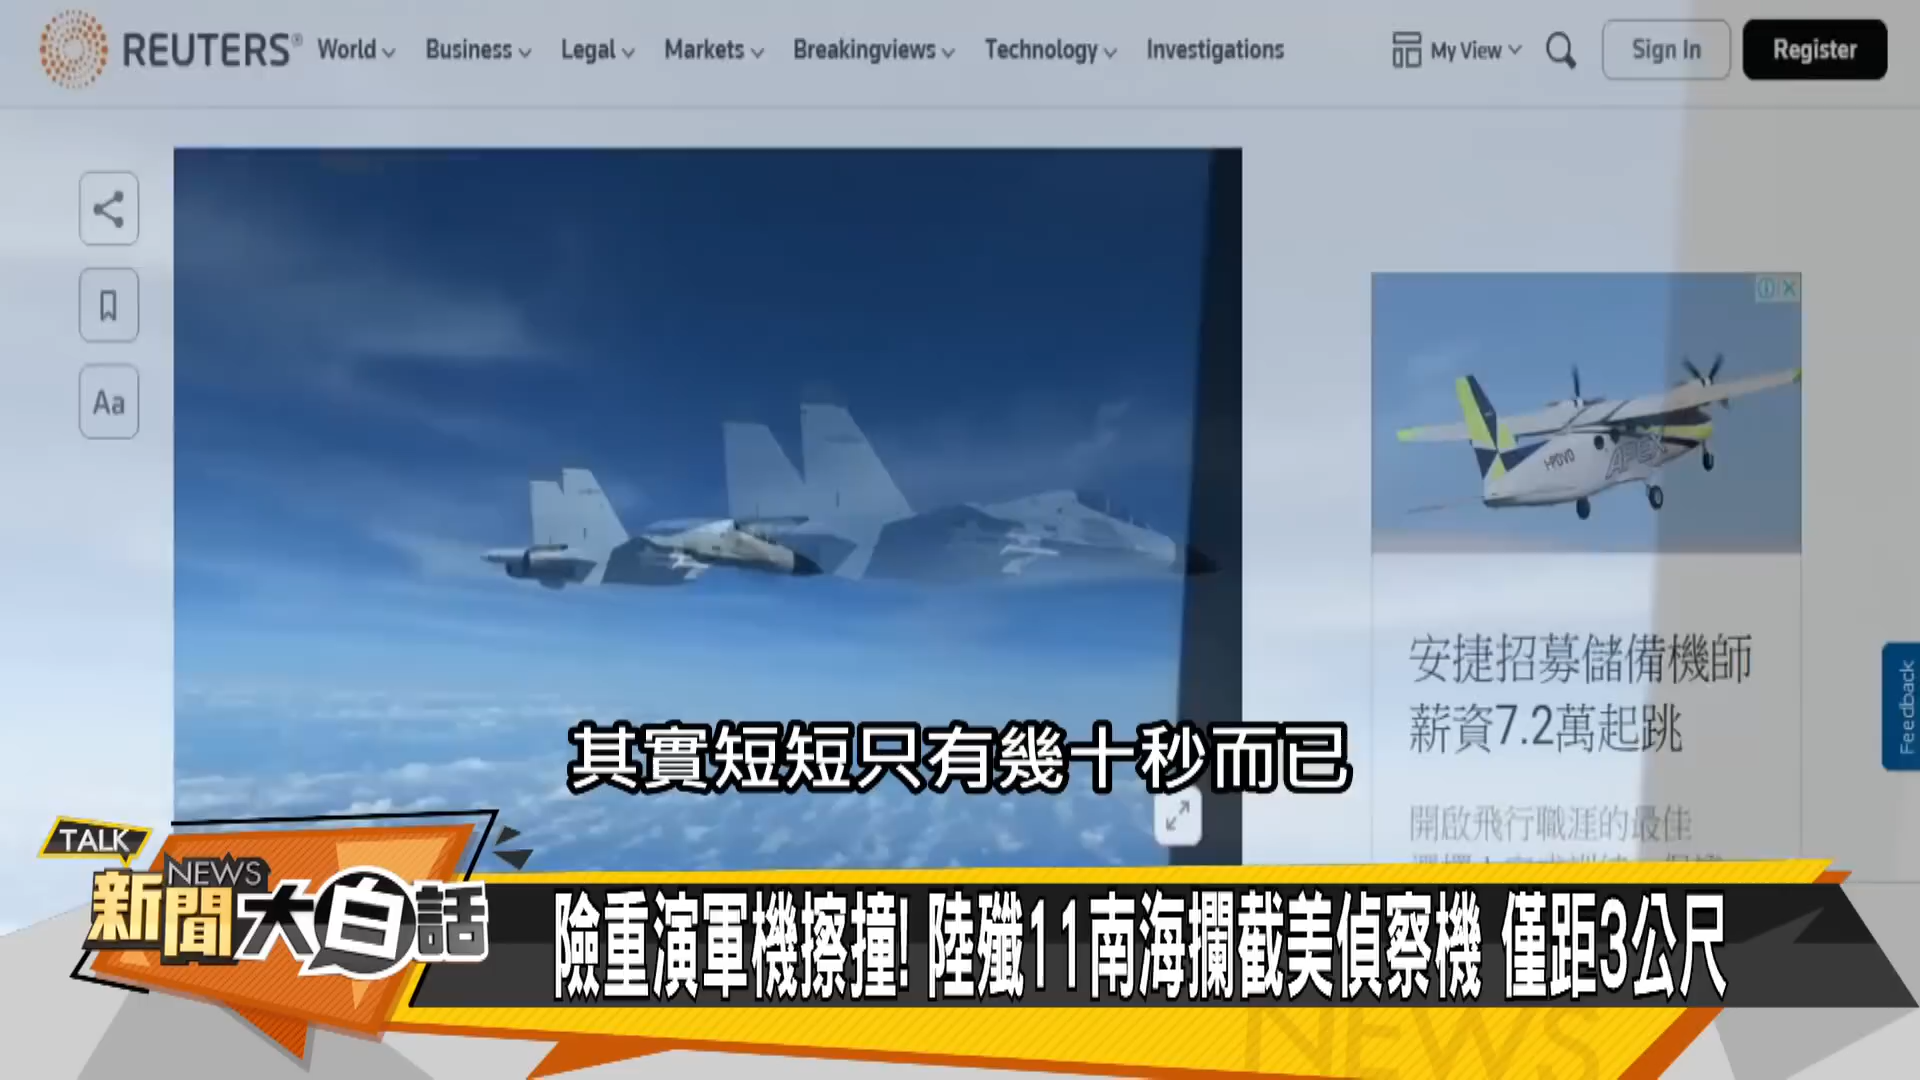 REUTERS®
World
Business
Legal
Markets
Breakingviews
Technology
Investigations
My View
Sign In
Register
Aa
I-PDVD
APEX
安捷招募儲備機師
薪資7.2萬起跳
開啟飛行職涯的最佳
Feedback
其實短短只有幾十秒而已
TALK
NEWS
新聞大白話
險重演軍機擦撞! 陸殲11南海攔截美偵察機 僅距3公尺
NEWS